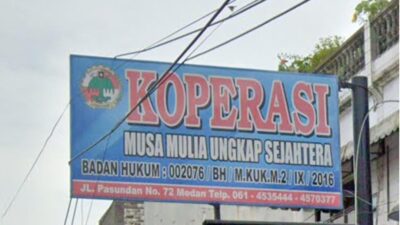 KOPERASI
MUSA MULIA UNGKAP SEJAHTERA
BADAN HUKUM : 002076 / BH / M.KUK.M.2 / IX / 2016
JL. Pasundan No. 72 Medan Telp. 061 - 4535444 - 4570377